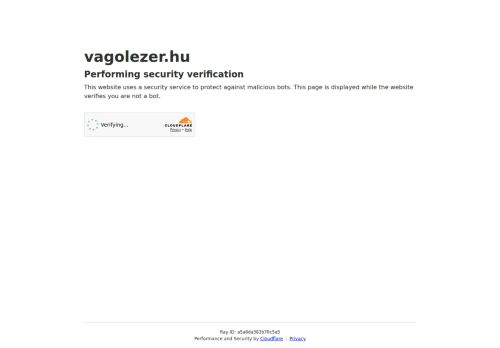 vagolezer.hu
Performing security verification
This website uses a security service to protect against malicious bots. This page is displayed while the website
verifies you are not a bot.
Verifying...
CLOUDFLARE
Privacy • Help
Ray ID: a5a6da582b70c5a5
Performance and Security by Cloudflare | Privacy